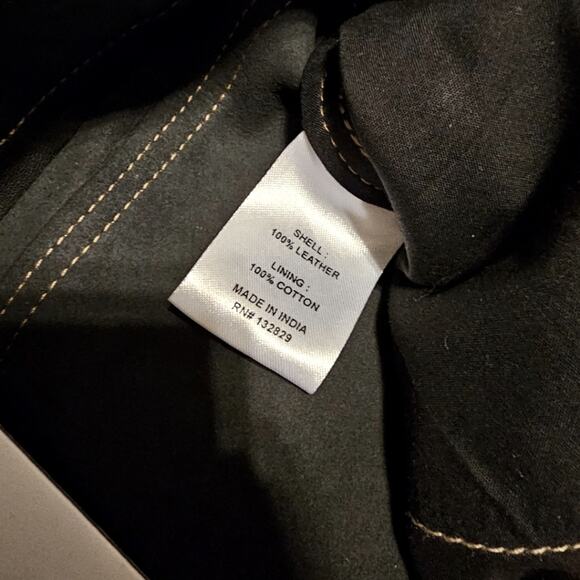 SHELL :
100% LEATHER
LINING :
100% COTTON
MADE IN INDIA
RN# 132829